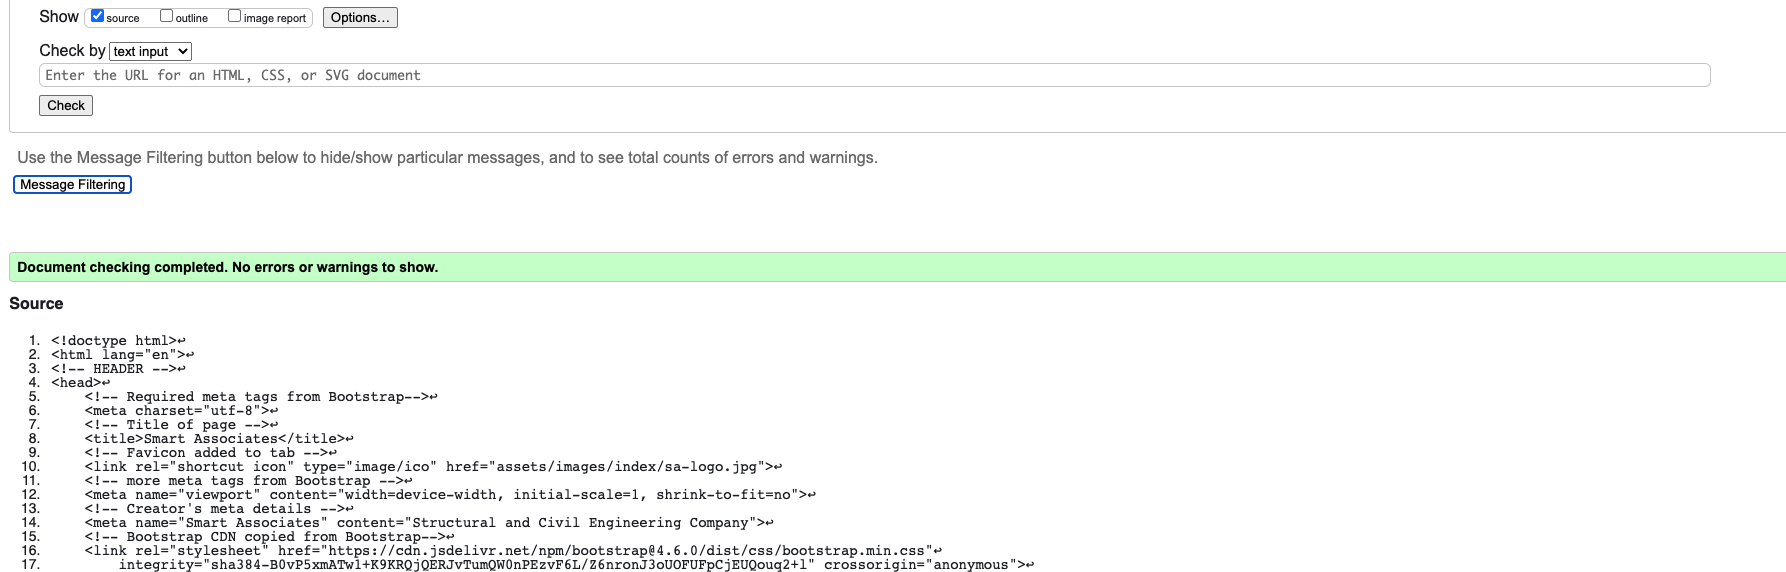 Show source outline image report Options...
Check by text input
Enter the URL for an HTML, CSS, or SVG document
Check
Use the Message Filtering button below to hide/show particular messages, and to see total counts of errors and warnings.
Message Filtering
Document checking completed. No errors or warnings to show.
Source
1. <!doctype html>↩
2. <html lang="en">↩
3. <!-- HEADER -->↩
4. <head>↩
5. <!-- Required meta tags from Bootstrap-->↩
6. <meta charset="utf-8">↩
7. <!-- Title of page -->↩
8. <title>Smart Associates</title>↩
9. <!-- Favicon added to tab -->↩
10. <link rel="shortcut icon" type="image/ico" href="assets/images/index/sa-logo.jpg">↩
11. <!-- more meta tags from Bootstrap -->↩
12. <meta name="viewport" content="width=device-width, initial-scale=1, shrink-to-fit=no">↩
13. <!-- Creator's meta details -->↩
14. <meta name="Smart Associates" content="Structural and Civil Engineering Company">↩
15. <!-- Bootstrap CDN copied from Bootstrap-->↩
16. <link rel="stylesheet" href="https://cdn.jsdelivr.net/npm/bootstrap@4.6.0/dist/css/bootstrap.min.css"↩
17. integrity="sha384-B0vP5xmATw1+K9KRQjQERJvTumQW0nPEzvF6L/Z6nronJ3oUOFUFpCjEUQouq2+l" crossorigin="anonymous">↩